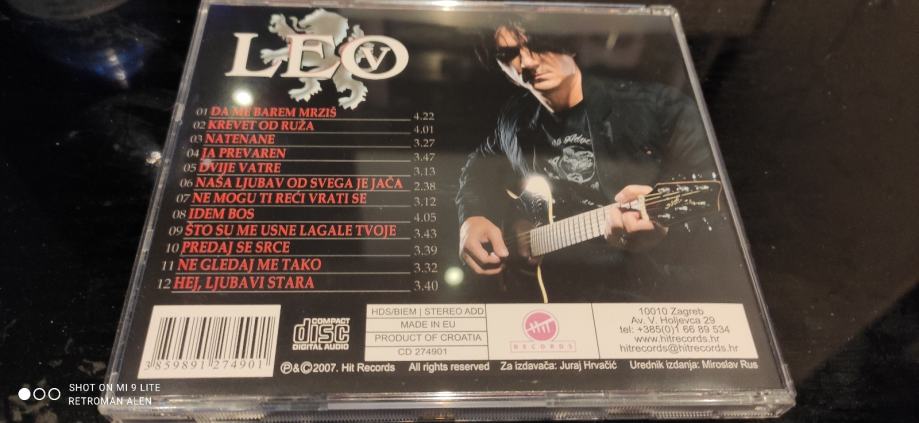 LEO
V
01 DA ME BAREM MRZIŠ 4.22
02 KREVET OD RUŽA 4.01
03 NATENANE 3.27
04 JA PREVAREN 3.47
05 DVIJE VATRE 3.13
06 NAŠA LJUBAV OD SVEGA JE JAČA 2.38
07 NE MOGU TI REĆI VRATI SE 3.12
08 IDEM BOS 4.05
09 ŠTO SU ME USNE LAGALE TVOJE 3.43
10 PREDAJ SE SRCE 3.39
11 NE GLEDAJ ME TAKO 3.32
12 HEJ, LJUBAVI STARA 3.40
3 859891 274901
COMPACT
disc
DIGITAL AUDIO
HDS/BIEM | STEREO ADD
MADE IN EU
PRODUCT OF CROATIA
CD 274901
HIT
RECORDS
10010 Zagreb
Av. V. Holjevca 29
tel: +385(0)1 66 89 534
www.hitrecords.hr
hitrecords@hitrecords.hr
℗&©2007. Hit Records All rights reserved Za izdavača: Juraj Hrvačić Urednik izdanja: Miroslav Rus
SHOT ON MI 9 LITE
RETROMAN ALEN